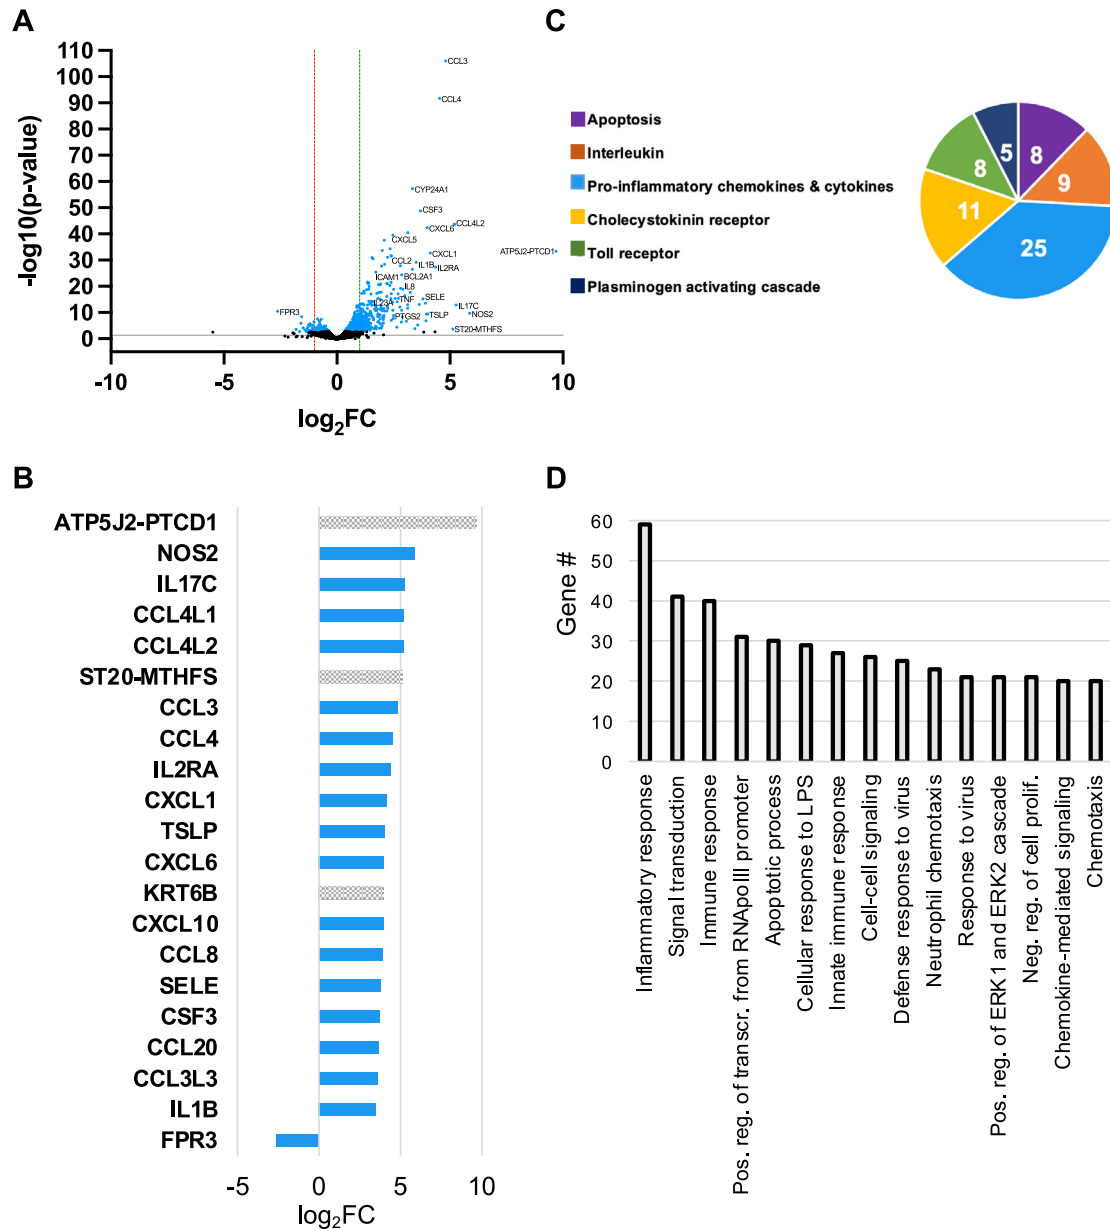 A
C
-log10(p-value)
110
100
90
80
70
60
50
40
30
20
10
0
CCL3
CCL4
CYP24A1
CSF3
CCL4L2
CXCL6
CXCL5
ATP5J2-PTCD1
CXCL1
CCL2
IL1B
IL2RA
ICAM1
BCL2A1
IL8
SELE
TNF
IL23A
IL17C
FPR3
PTGS2
TSLP
NOS2
ST20-MTHFS
-10
-5
0
5
10
log2FC
Apoptosis
Interleukin
Pro-inflammatory chemokines & cytokines
Cholecystokinin receptor
Toll receptor
Plasminogen activating cascade
5
8
8
9
11
25
B
ATP5J2-PTCD1
NOS2
IL17C
CCL4L1
CCL4L2
ST20-MTHFS
CCL3
CCL4
IL2RA
CXCL1
TSLP
CXCL6
KRT6B
CXCL10
CCL8
SELE
CSF3
CCL20
CCL3L3
IL1B
FPR3
-5
0
5
10
log2FC
D
Gene #
60
50
40
30
20
10
0
Inflammatory response
Signal transduction
Immune response
Pos. reg. of transcr. from RNApoIII promoter
Apoptotic process
Cellular response to LPS
Innate immune response
Cell-cell signaling
Defense response to virus
Neutrophil chemotaxis
Response to virus
Pos. reg. of ERK1 and ERK2 cascade
Neg. reg. of cell prolif.
Chemokine-mediated signaling
Chemotaxis